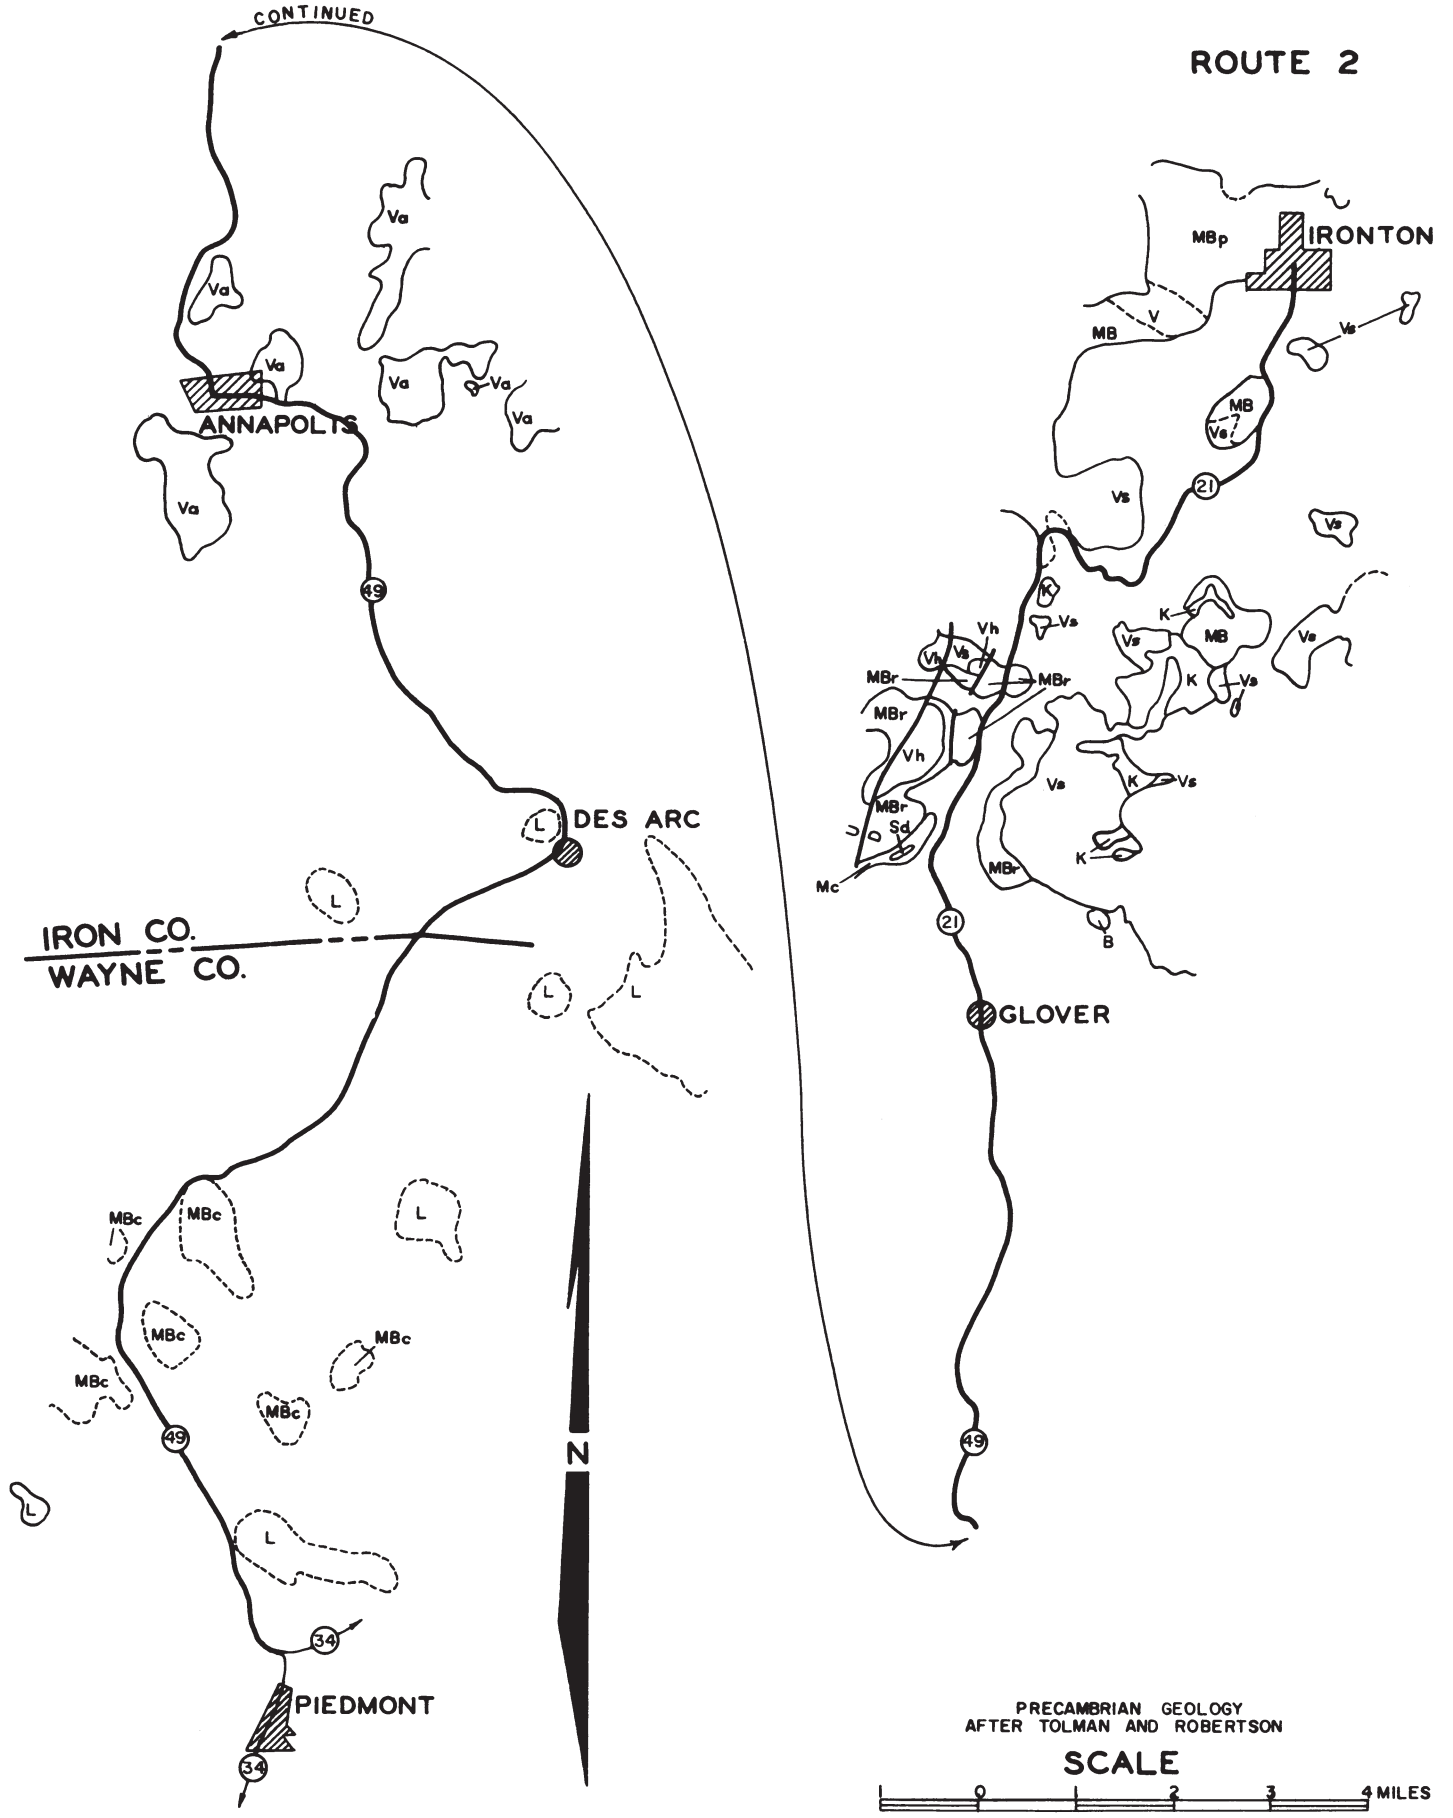 CONTINUED
ROUTE 2
Va
MBp
IRONTON
Va
V
MB
Vs
Va
Va
Va
Va
MB
Vs
ANNAPOLIS
Va
Vs
21
Vs
49
K
K
Vs
Vh
Vs
MB
Vs
Vh
Vs
MBr
MBr
K
Vs
MBr
Vh
Vs
K
Vs
MBr
DES ARC
L
U
D
Sd
K
MBr
Mc
L
21
B
IRON CO.
WAYNE CO.
L
L
GLOVER
MBc
MBc
L
MBc
MBc
MBc
MBc
49
49
N
L
L
34
PIEDMONT
34
PRECAMBRIAN GEOLOGY
AFTER TOLMAN AND ROBERTSON
SCALE
1 0 1 2 3 4 MILES